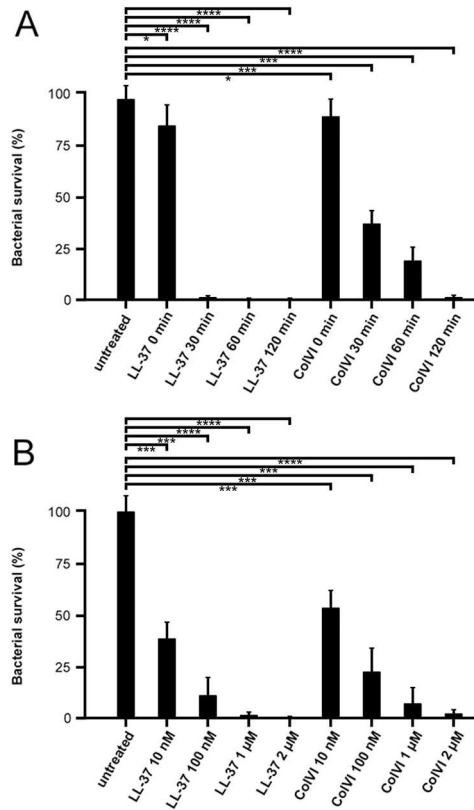 A
****
****
****
*
****
***
***
*
Bacterial survival (%)
100
75
50
25
0
untreated
LL-37 0 min
LL-37 30 min
LL-37 60 min
LL-37 120 min
ColVI 0 min
ColVI 30 min
ColVI 60 min
ColVI 120 min
B
****
****
***
***
****
***
***
***
Bacterial survival (%)
100
75
50
25
0
untreated
LL-37 10 nM
LL-37 100 nM
LL-37 1 µM
LL-37 2 µM
ColVI 10 nM
ColVI 100 nM
ColVI 1 µM
ColVI 2 µM